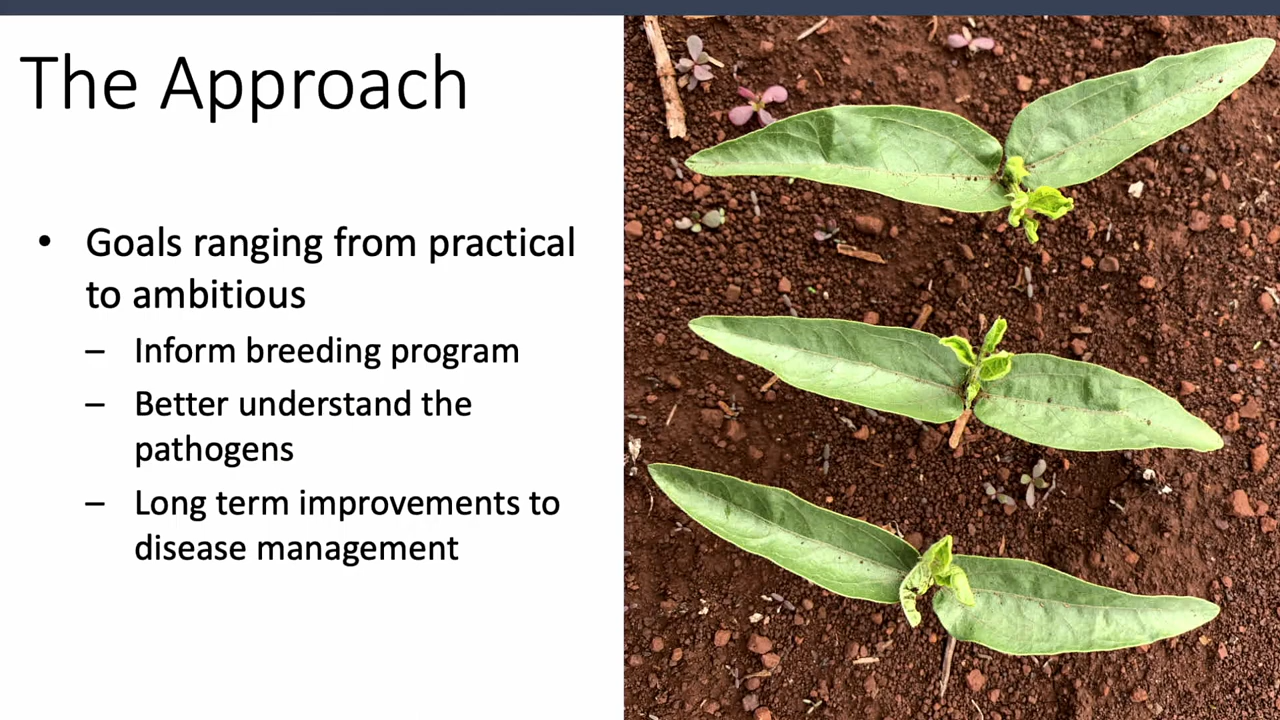 The Approach
• Goals ranging from practical
to ambitious
– Inform breeding program
– Better understand the
pathogens
– Long term improvements to
disease management